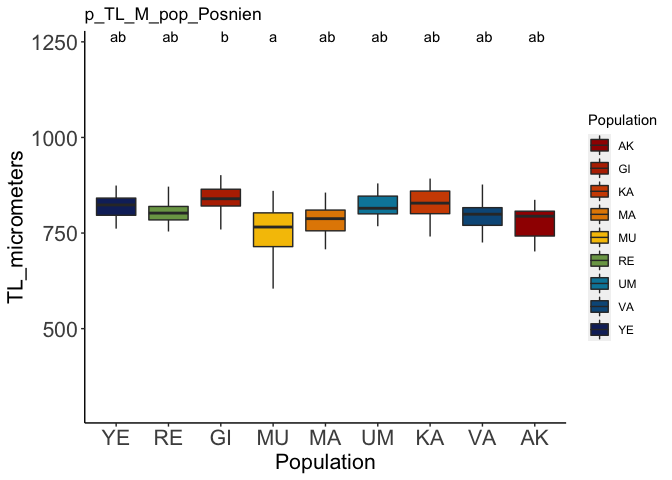 p_TL_M_pop_Posnien
1250
ab ab b a ab ab ab ab ab
1000
750
500
TL_micrometers
YE RE GI MU MA UM KA VA AK
Population
Population
AK
GI
KA
MA
MU
RE
UM
VA
YE